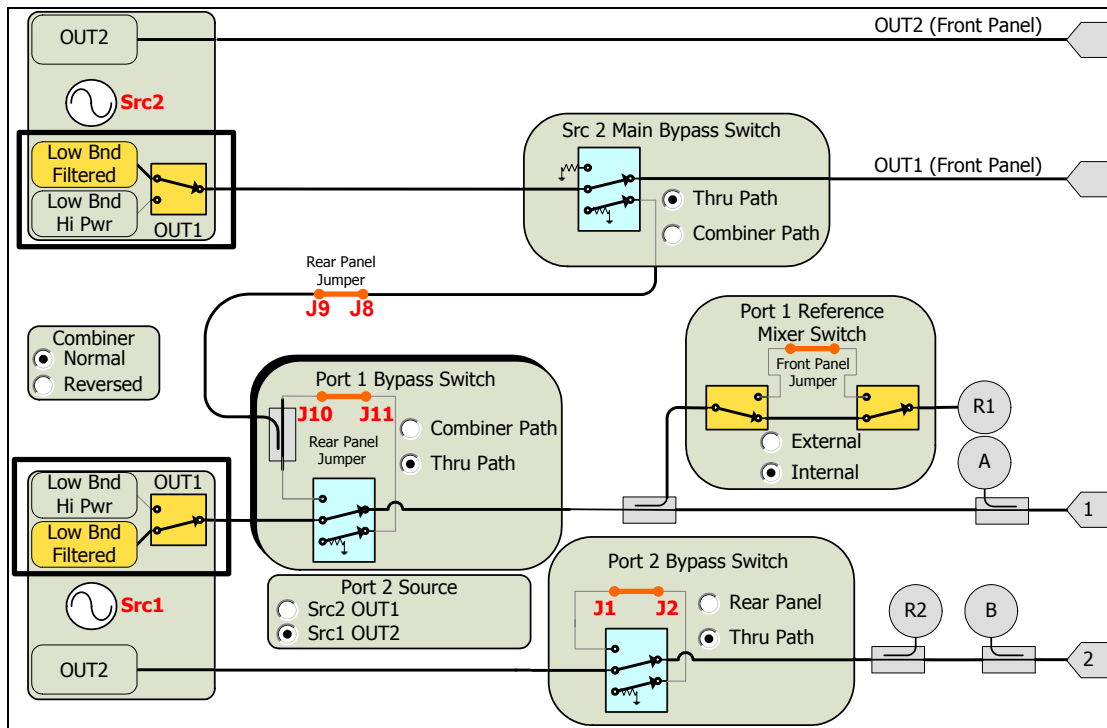 OUT2
OUT2 (Front Panel)
Src2
Src 2 Main Bypass Switch
Low Bnd
Filtered
Low Bnd
Hi Pwr
OUT1
OUT1 (Front Panel)
Thru Path
Combiner Path
Rear Panel
Jumper
J9
J8
Combiner
Normal
Reversed
Port 1 Reference
Mixer Switch
Front Panel
Jumper
External
Internal
R1
A
Port 1 Bypass Switch
J10
J11
Rear Panel
Jumper
Combiner Path
Thru Path
Low Bnd
Hi Pwr
OUT1
Low Bnd
Filtered
1
Src1
Port 2 Source
Src2 OUT1
Src1 OUT2
Port 2 Bypass Switch
J1
J2
Rear Panel
Thru Path
R2
B
OUT2
2